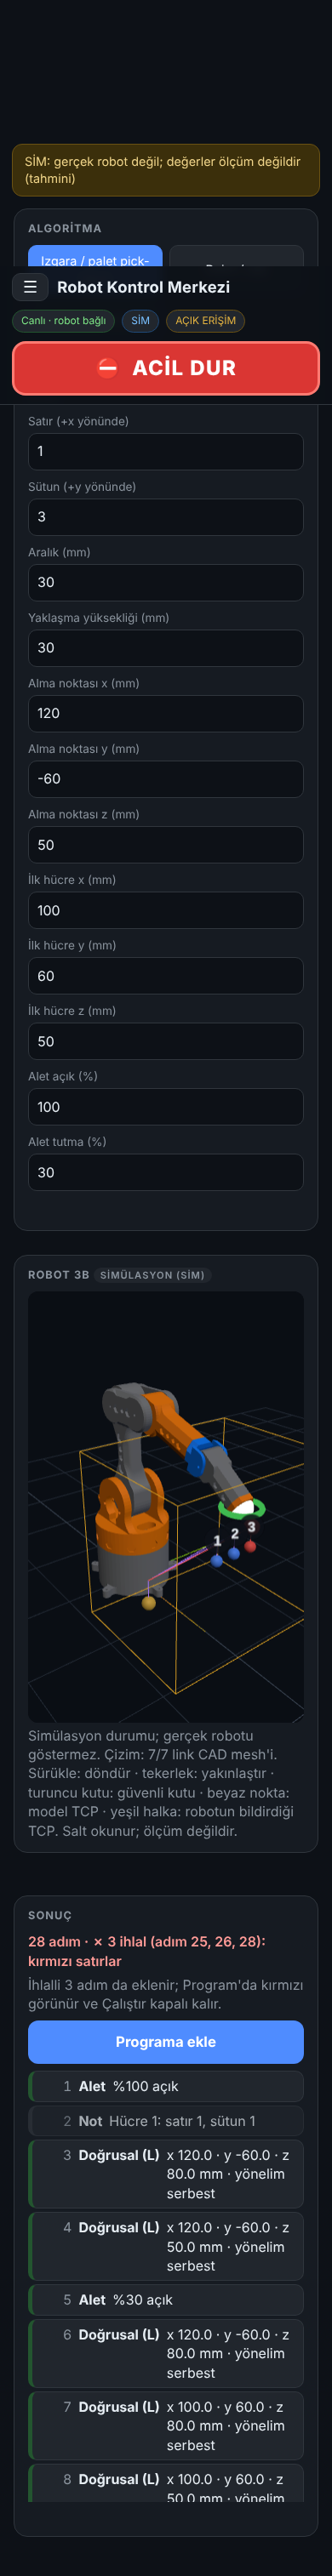 SİM: gerçek robot değil; değerler ölçüm değildir
(tahmini)
ALGORİTMA
Izgara / palet pick-
☰ Robot Kontrol Merkezi
Canlı · robot bağlı SİM AÇIK ERİŞİM
⛔ ACİL DUR
Satır (+x yönünde)
1
Sütun (+y yönünde)
3
Aralık (mm)
30
Yaklaşma yüksekliği (mm)
30
Alma noktası x (mm)
120
Alma noktası y (mm)
-60
Alma noktası z (mm)
50
İlk hücre x (mm)
100
İlk hücre y (mm)
60
İlk hücre z (mm)
50
Alet açık (%)
100
Alet tutma (%)
30
ROBOT 3B SİMÜLASYON (SİM)
1 2 3
Simülasyon durumu; gerçek robotu
göstermez. Çizim: 7/7 link CAD mesh'i.
Sürükle: döndür · tekerlek: yakınlaştır ·
turuncu kutu: güvenli kutu · beyaz nokta:
model TCP · yeşil halka: robotun bildirdiği
TCP. Salt okunur; ölçüm değildir.
SONUÇ
28 adım · × 3 ihlal (adım 25, 26, 28):
kırmızı satırlar
İhlalli 3 adım da eklenir; Program'da kırmızı
görünür ve Çalıştır kapalı kalır.
Programa ekle
1 Alet %100 açık
2 Not Hücre 1: satır 1, sütun 1
3 Doğrusal (L) x 120.0 · y -60.0 · z
80.0 mm · yönelim
serbest
4 Doğrusal (L) x 120.0 · y -60.0 · z
50.0 mm · yönelim
serbest
5 Alet %30 açık
6 Doğrusal (L) x 120.0 · y -60.0 · z
80.0 mm · yönelim
serbest
7 Doğrusal (L) x 100.0 · y 60.0 · z
80.0 mm · yönelim
serbest
8 Doğrusal (L) x 100.0 · y 60.0 · z
50.0 mm · yönelim